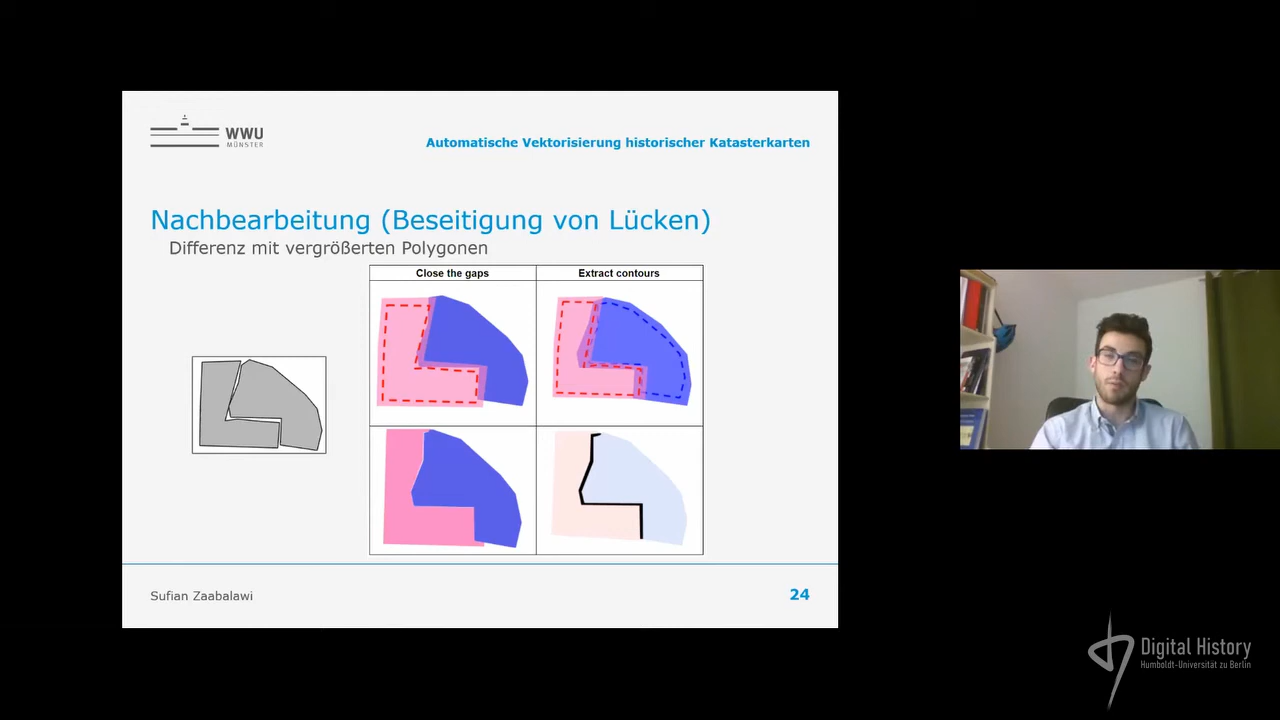 WWU
MÜNSTER
Automatische Vektorisierung historischer Katasterkarten
Nachbearbeitung (Beseitigung von Lücken)
Differenz mit vergrößerten Polygonen
Close the gaps
Extract contours
Sufian Zaabalawi
24
Digital History
Humboldt-Universität zu Berlin